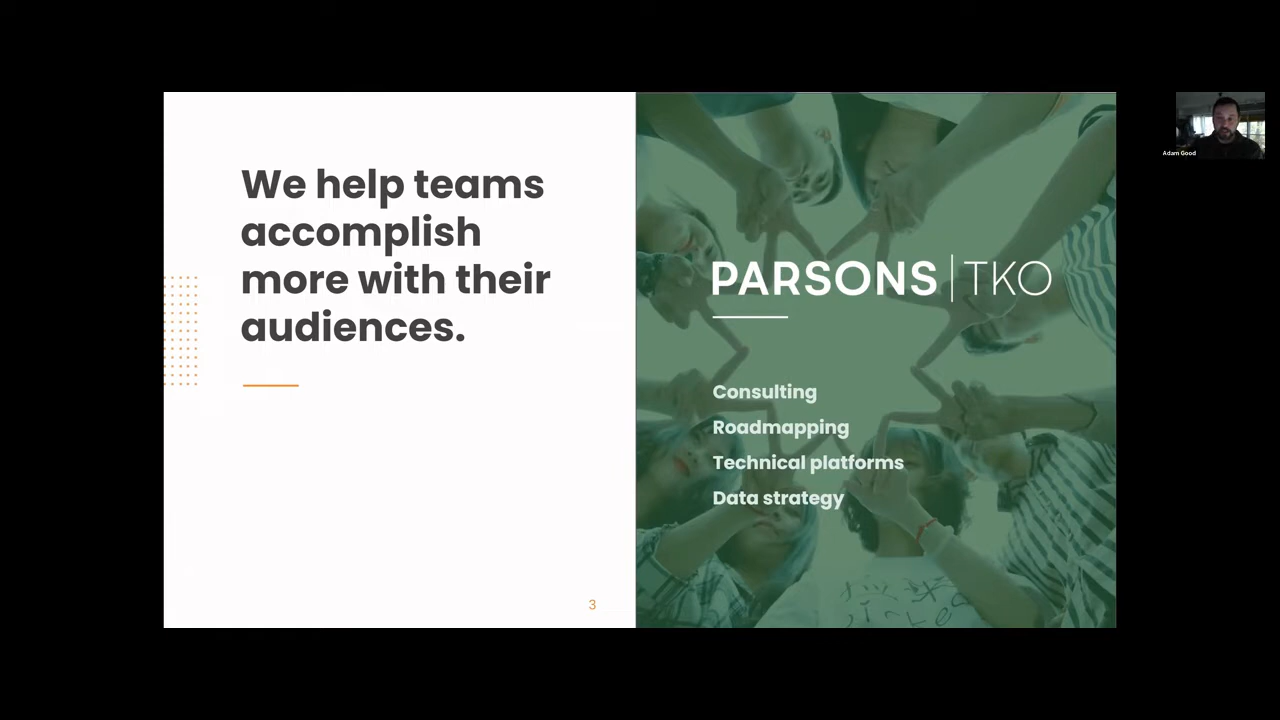 We help teams
accomplish
more with their
audiences.
3
PARSONS | TKO
Consulting
Roadmapping
Technical platforms
Data strategy
Adam Good